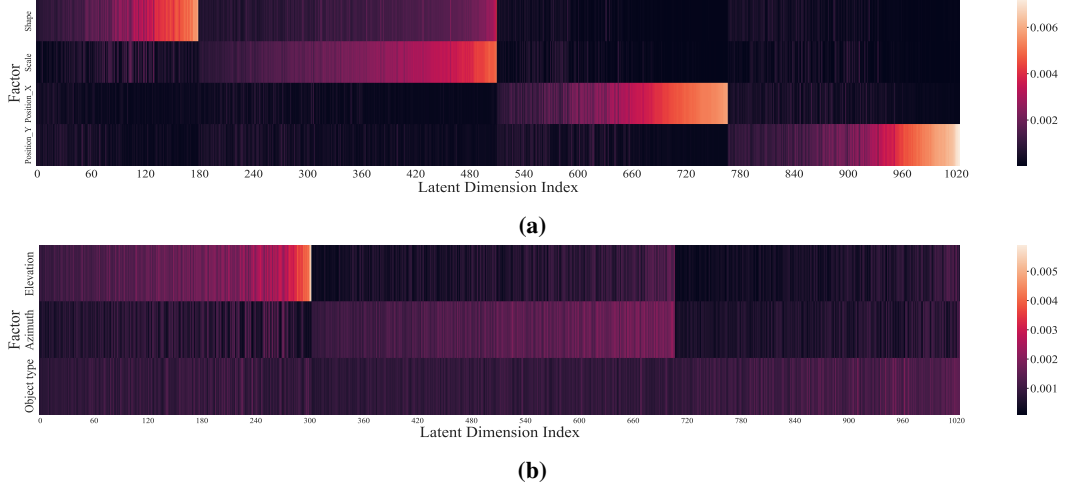 Factor
Shape
Scale
Position_X
Position_Y
0 60 120 180 240 300 360 420 480 540 600 660 720 780 840 900 960 1020
Latent Dimension Index
0.006
0.004
0.002
(a)
Factor
Elevation
Azimuth
Object type
0 60 120 180 240 300 360 420 480 540 600 660 720 780 840 900 960 1020
Latent Dimension Index
0.005
0.004
0.003
0.002
0.001
(b)